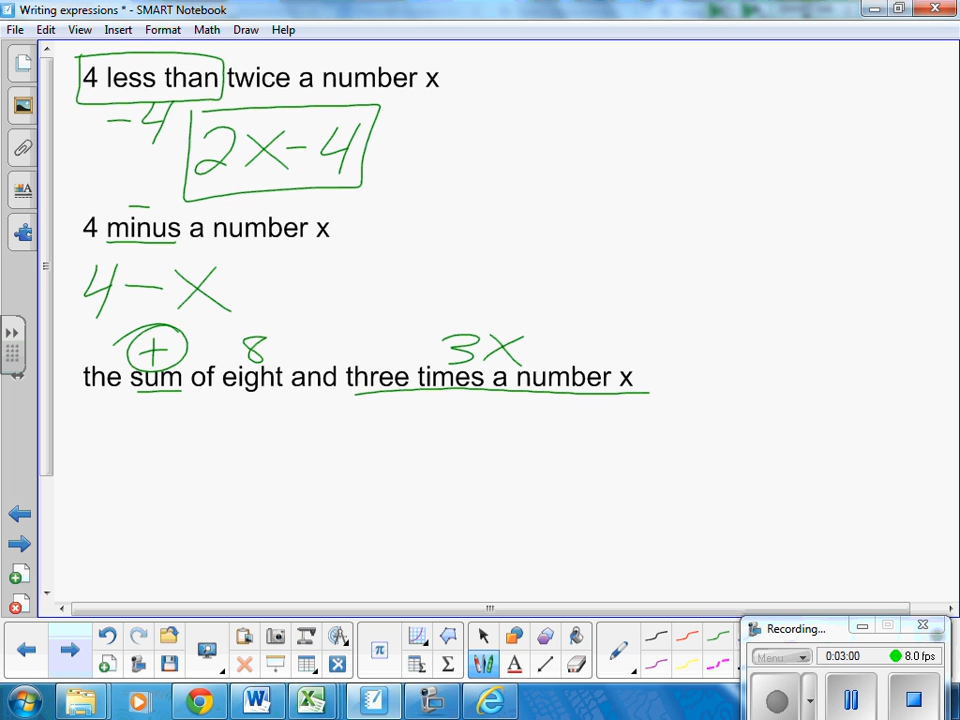 Writing expressions * - SMART Notebook
File Edit View Insert Format Math Draw Help
4 less than twice a number x
-4
2x-4
–
4 minus a number x
4-x
+ 8 3x
the sum of eight and three times a number x
Recording...
Menu 0:03:00 8.0 fps